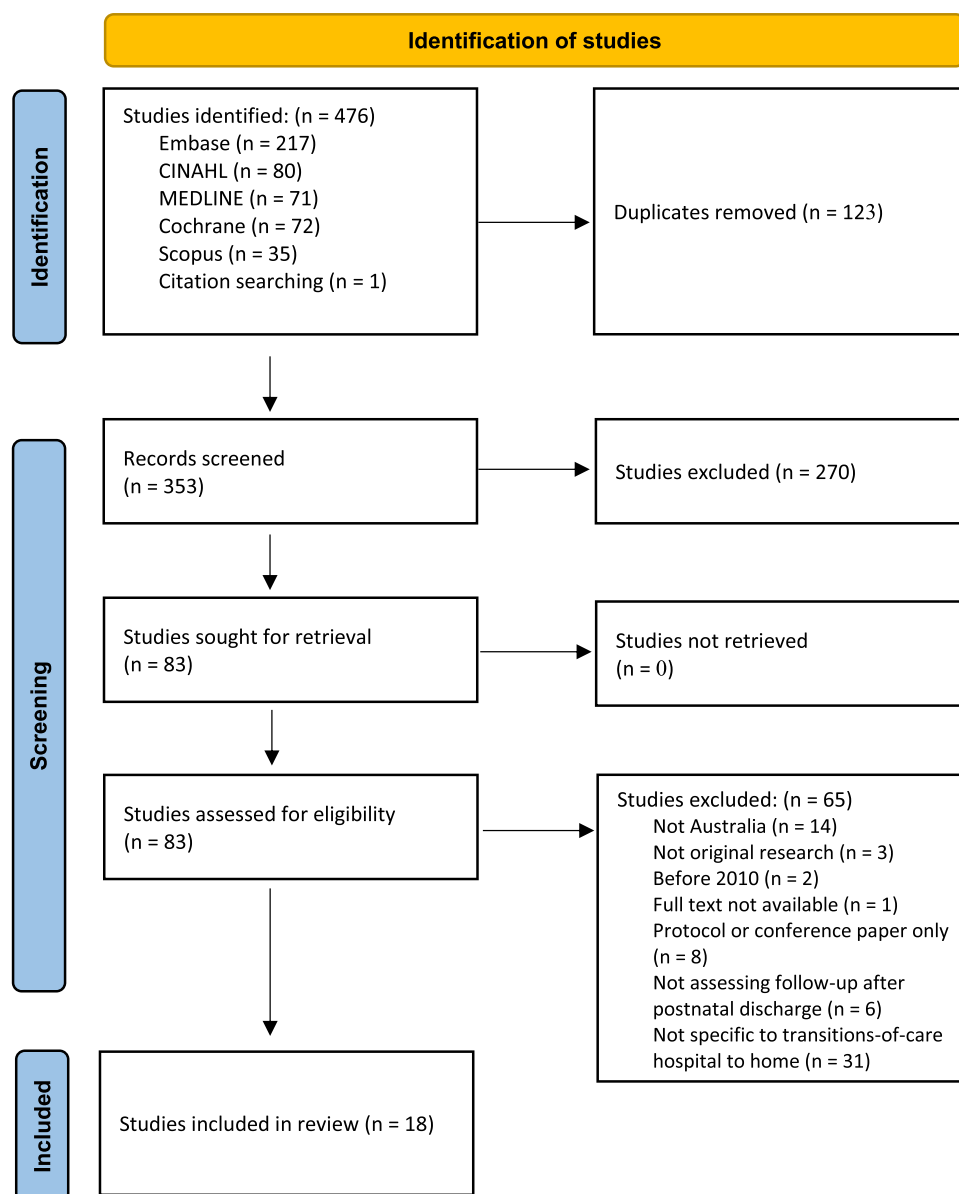 Identification of studies
Identification
Studies identified: (n = 476)
Embase (n = 217)
CINAHL (n = 80)
MEDLINE (n = 71)
Cochrane (n = 72)
Scopus (n = 35)
Citation searching (n = 1)
Duplicates removed (n = 123)
Screening
Records screened
(n = 353)
Studies excluded (n = 270)
Studies sought for retrieval
(n = 83)
Studies not retrieved
(n = 0)
Studies assessed for eligibility
(n = 83)
Studies excluded: (n = 65)
Not Australia (n = 14)
Not original research (n = 3)
Before 2010 (n = 2)
Full text not available (n = 1)
Protocol or conference paper only
(n = 8)
Not assessing follow-up after
postnatal discharge (n = 6)
Not specific to transitions-of-care
hospital to home (n = 31)
Included
Studies included in review (n = 18)